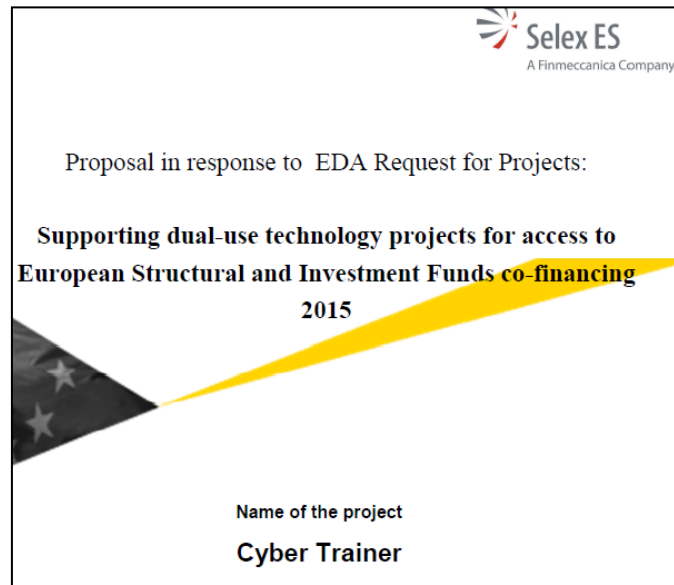 Selex ES
A Finmeccanica Company
Proposal in response to EDA Request for Projects:
Supporting dual-use technology projects for access to
European Structural and Investment Funds co-financing
2015
Name of the project
Cyber Trainer